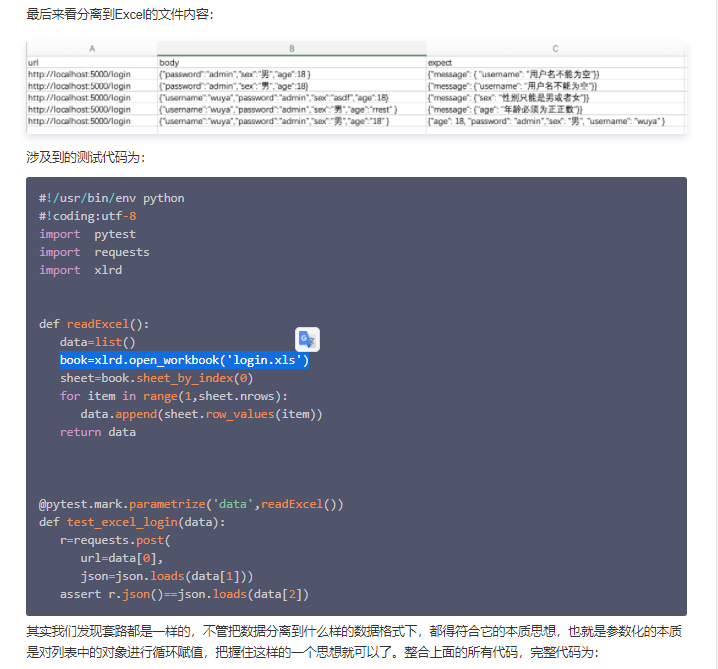 最后来看分离到Excel的文件内容：
A B C
url body expect
http://localhost:5000/login {"password":"admin","sex":"男","age":18 } {"message": { "username": "用户名不能为空"}}
http://localhost:5000/login {"password":"admin","sex":"男","age":18} {"message": {"username": "用户名不能为空"}}
http://localhost:5000/login {"username":"wuya","password":"admin","sex":"asdf","age":18} {"message": {"sex": "性别只能是男或者女"}}
http://localhost:5000/login {"username":"wuya","password":"admin","sex":"男","age":"rrest" } {"message": {"age": "年龄必须为正正数"}}
http://localhost:5000/login {"username":"wuya","password":"admin","sex":"男","age":"18" } {"age": 18, "password": "admin","sex": "男", "username": "wuya" }
涉及到的测试代码为：
#!/usr/bin/env python
#!coding:utf-8
import  pytest
import  requests
import  xlrd
def readExcel():
   data=list()
   book=xlrd.open_workbook('login.xls')
   sheet=book.sheet_by_index(0)
   for item in range(1,sheet.nrows):
      data.append(sheet.row_values(item))
   return data
@pytest.mark.parametrize('data',readExcel())
def test_excel_login(data):
   r=requests.post(
      url=data[0],
      json=json.loads(data[1]))
   assert r.json()==json.loads(data[2])
其实我们发现套路都是一样的，不管把数据分离到什么样的数据格式下，都得符合它的本质思想，也就是参数化的本质
是对列表中的对象进行循环赋值，把握住这样的一个思想就可以了。整合上面的所有代码，完整代码为：